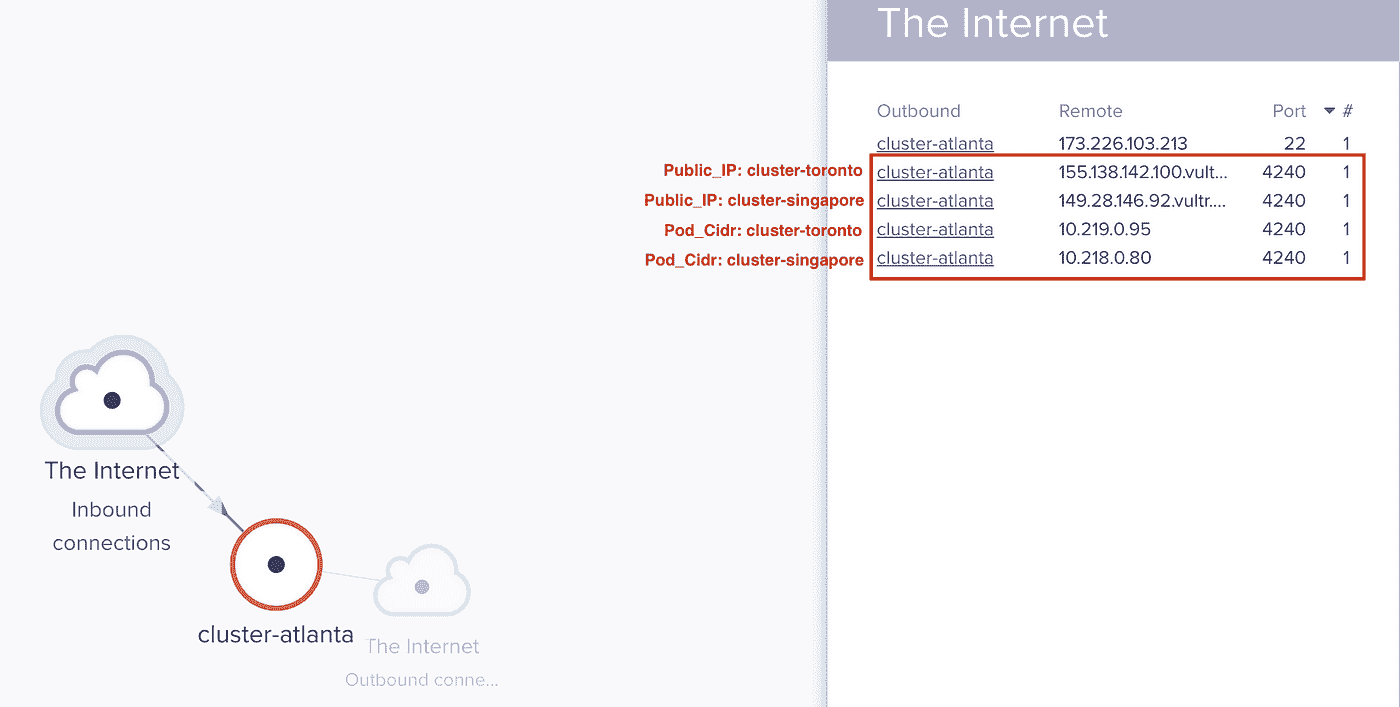 The Internet
Outbound Remote Port #
cluster-atlanta 173.226.103.213 22 1
Public_IP: cluster-toronto cluster-atlanta 155.138.142.100.vult... 4240 1
Public_IP: cluster-singapore cluster-atlanta 149.28.146.92.vultr.... 4240 1
Pod_Cidr: cluster-toronto cluster-atlanta 10.219.0.95 4240 1
Pod_Cidr: cluster-singapore cluster-atlanta 10.218.0.80 4240 1
The Internet
Inbound
connections
cluster-atlanta
The Internet
Outbound conne...